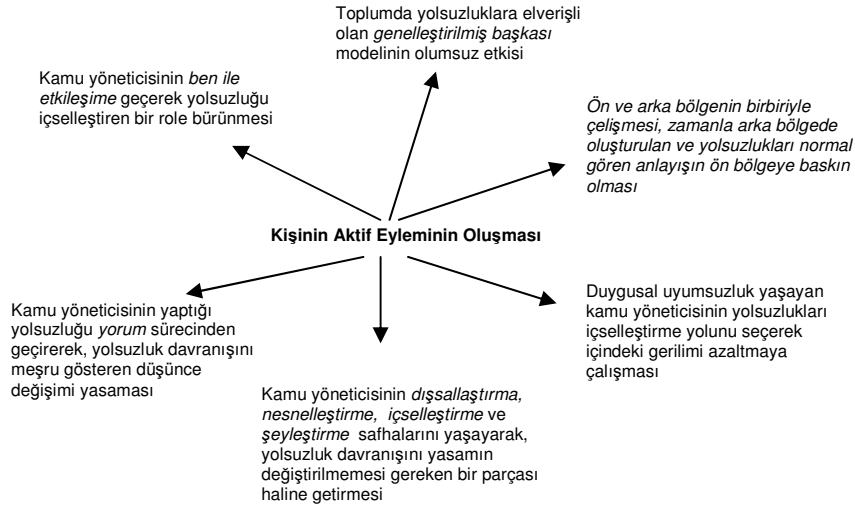 Toplumda yolsuzluklara elverişli
olan genelleştirilmiş başkası
modelinin olumsuz etkisi
Kamu yöneticisinin ben ile
etkileşime geçerek yolsuzluğu
içselleştiren bir role bürünmesi
Ön ve arka bölgenin birbiriyle
çelişmesi, zamanla arka bölgede
oluşturulan ve yolsuzlukları normal
gören anlayışın ön bölgeye baskın
olması
Kişinin Aktif Eyleminin Oluşması
Kamu yöneticisinin yaptığı
yolsuzluğu yorum sürecinden
geçirerek, yolsuzluk davranışını
meşru gösteren düşünce
değişimi yasaması
Kamu yöneticisinin dışsallaştırma,
nesnelleştirme, içselleştirme ve
şeyleştirme safhalarını yaşayarak,
yolsuzluk davranışını yasamın
değiştirilmemesi gereken bir parçası
haline getirmesi
Duygusal uyumsuzluk yaşayan
kamu yöneticisinin yolsuzlukları
içselleştirme yolunu seçerek
içindeki gerilimi azaltmaya
çalışması